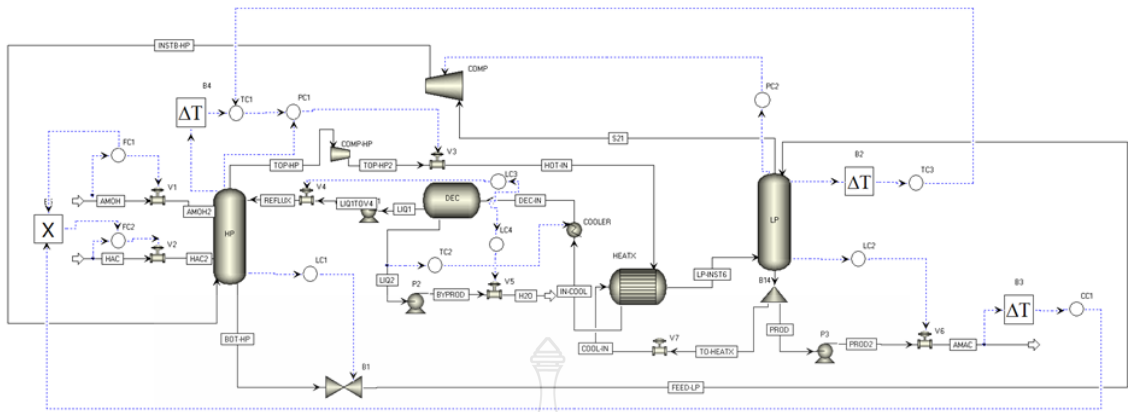 INSTB-HP
COMP
B4
ΔT
TC1
PC1
PC2
COMP-HP
S21
FC1
V3
TOP-HP
TOP-HP2
HOT-IN
B2
ΔT
TC3
V1
V4
LC3
AMOH
AMOH2
HP
REFLUX
LIQ1TOV4
LIQ1
DEC
DEC-IN
LP
X
FC2
V2
COOLER
LC4
HAC
HAC2
TC2
HEATX
LC2
LC1
LIQ2
V5
LP-INST6
B14
B3
ΔT
CC1
P2
BYPROD
H2O
IN-COOL
PROD
BOT-HP
COOL-IN
V7
TO-HEATX
P3
PROD2
V6
AMAC
B1
FEED-LP